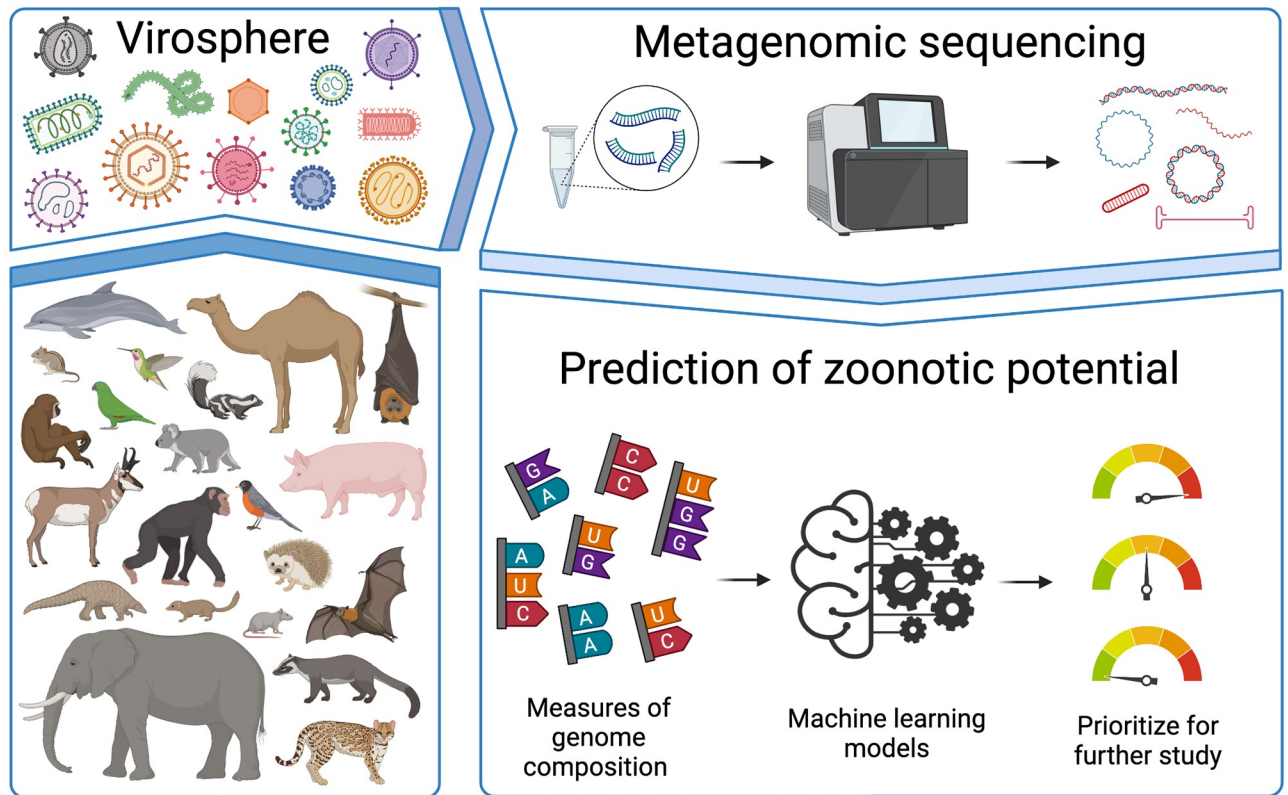 Virosphere
Metagenomic sequencing
Prediction of zoonotic potential
G
A
C
C
U
G
G
U
G
A
U
C
A
A
U
C
Measures of
genome
composition
Machine learning
models
Prioritize for
further study